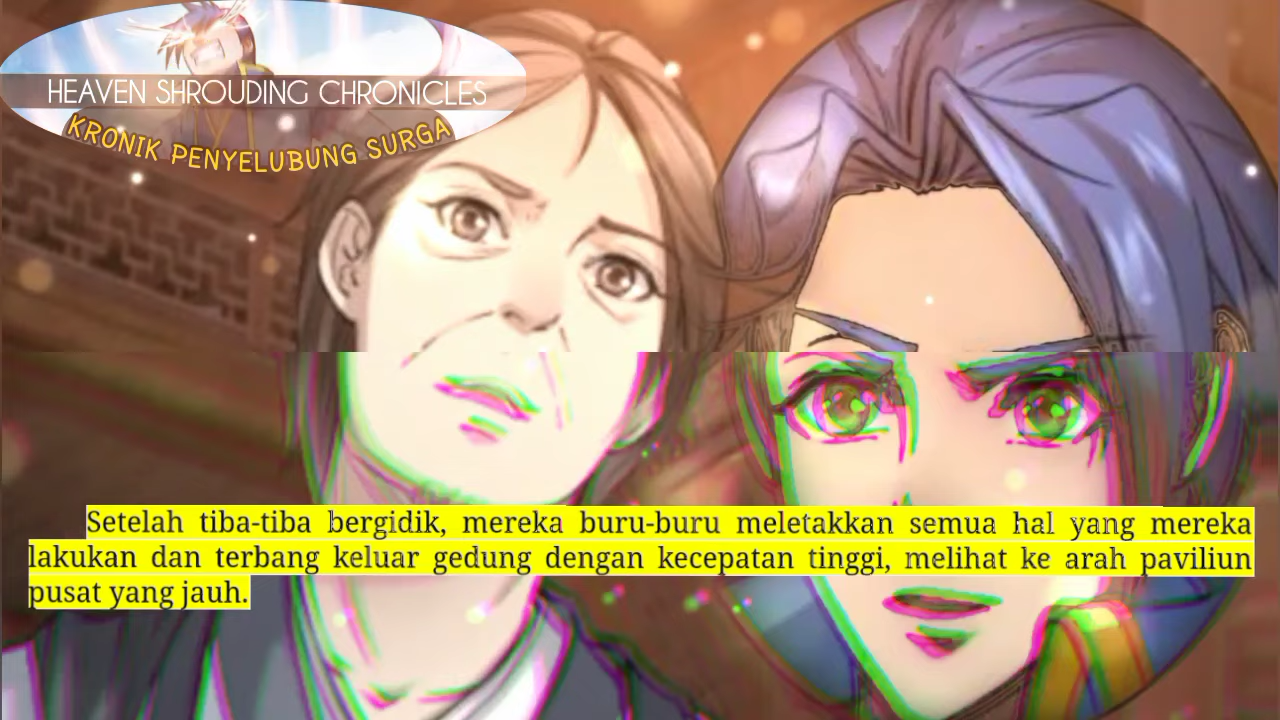 HEAVEN SHROUDING CHRONICLES
KRONIK PENYELUBUNG SURGA
Setelah tiba-tiba bergidik, mereka buru-buru meletakkan semua hal yang mereka
lakukan dan terbang keluar gedung dengan kecepatan tinggi, melihat ke arah paviliun
pusat yang jauh.